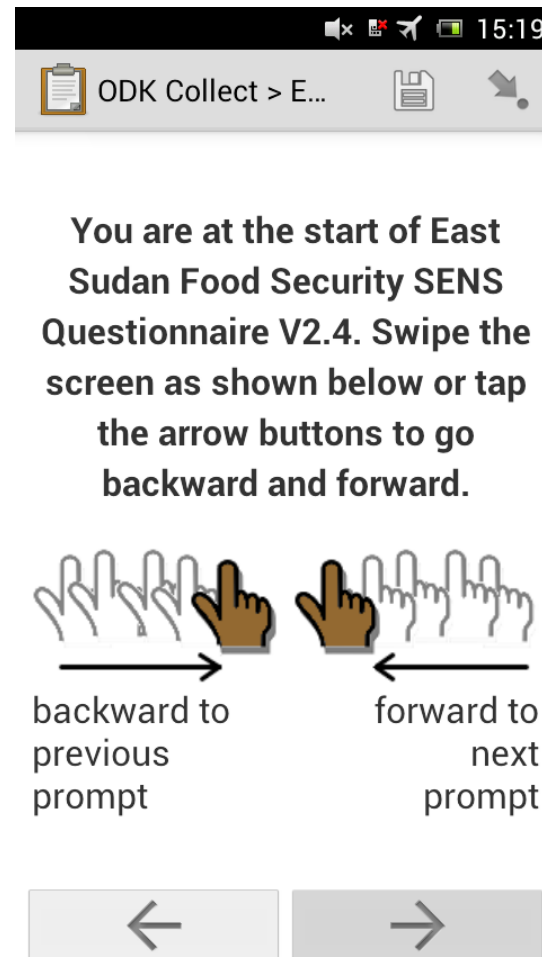 15:19
ODK Collect > E...
You are at the start of East
Sudan Food Security SENS
Questionnaire V2.4. Swipe the
screen as shown below or tap
the arrow buttons to go
backward and forward.
backward to
previous
prompt
forward to
next
prompt